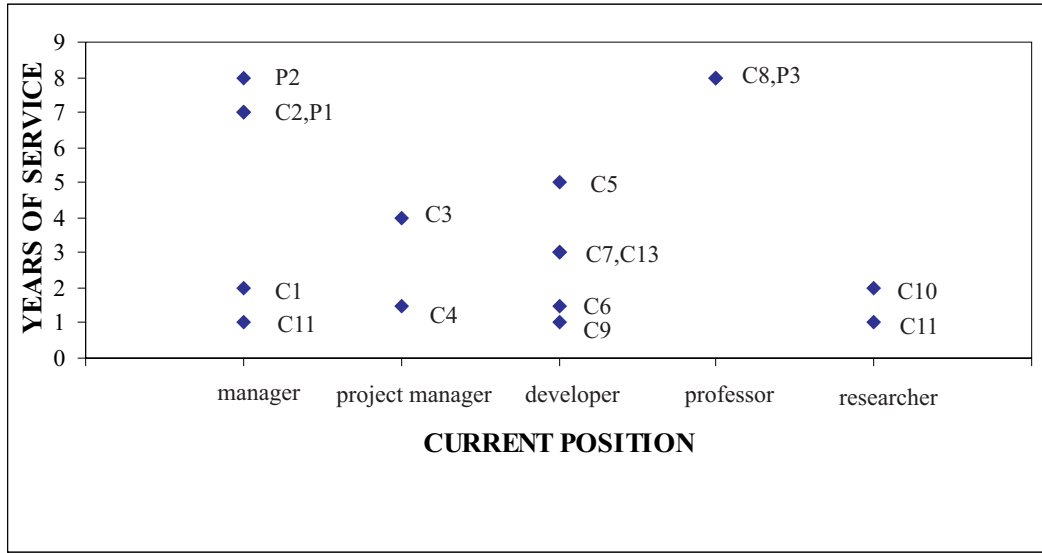 YEARS OF SERVICE
9
8
7
6
5
4
3
2
1
0
P2
C8,P3
C2,P1
C5
C3
C7,C13
C1
C10
C4
C6
C11
C9
C11
manager
project manager
developer
professor
researcher
CURRENT POSITION